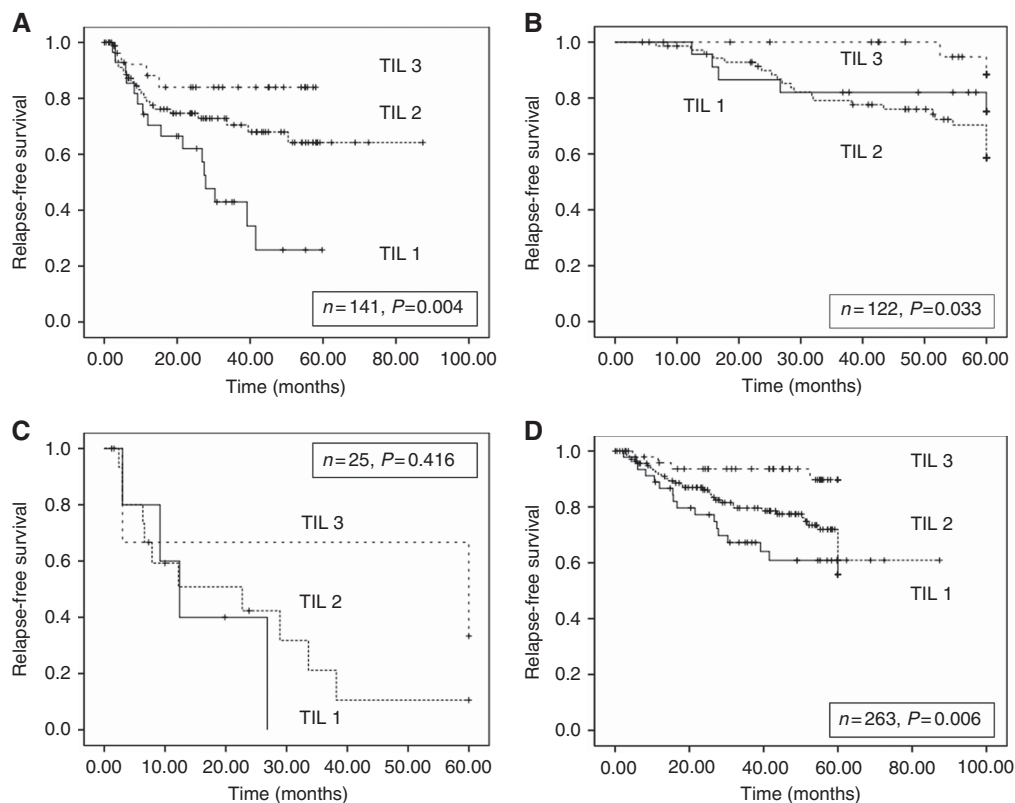 A
Relapse-free survival
1.0
0.8
0.6
0.4
0.2
0.0
TIL 3
TIL 2
TIL 1
n=141, P=0.004
0.00 20.00 40.00 60.00 80.00 100.00
Time (months)
B
Relapse-free survival
1.0
0.8
0.6
0.4
0.2
0.0
TIL 3
TIL 1
TIL 2
n=122, P=0.033
0.00 10.00 20.00 30.00 40.00 50.00 60.00
Time (months)
C
Relapse-free survival
1.0
0.8
0.6
0.4
0.2
0.0
n=25, P=0.416
TIL 3
TIL 2
TIL 1
0.00 10.00 20.00 30.00 40.00 50.00 60.00
Time (months)
D
Relapse-free survival
1.0
0.8
0.6
0.4
0.2
0.0
TIL 3
TIL 2
TIL 1
n=263, P=0.006
0.00 20.00 40.00 60.00 80.00 100.00
Time (months)